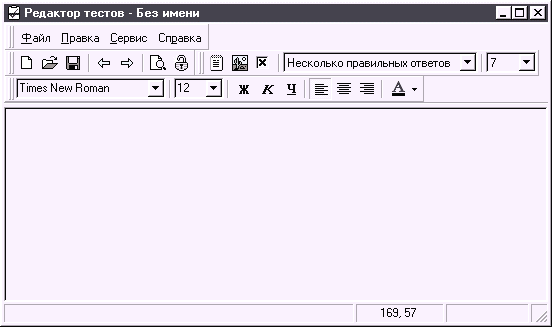 Редактор тестов - Без имени
Файл Правка Сервис Справка
Несколько правильных ответов 7
Times New Roman 12 Ж К Ч А
169, 57